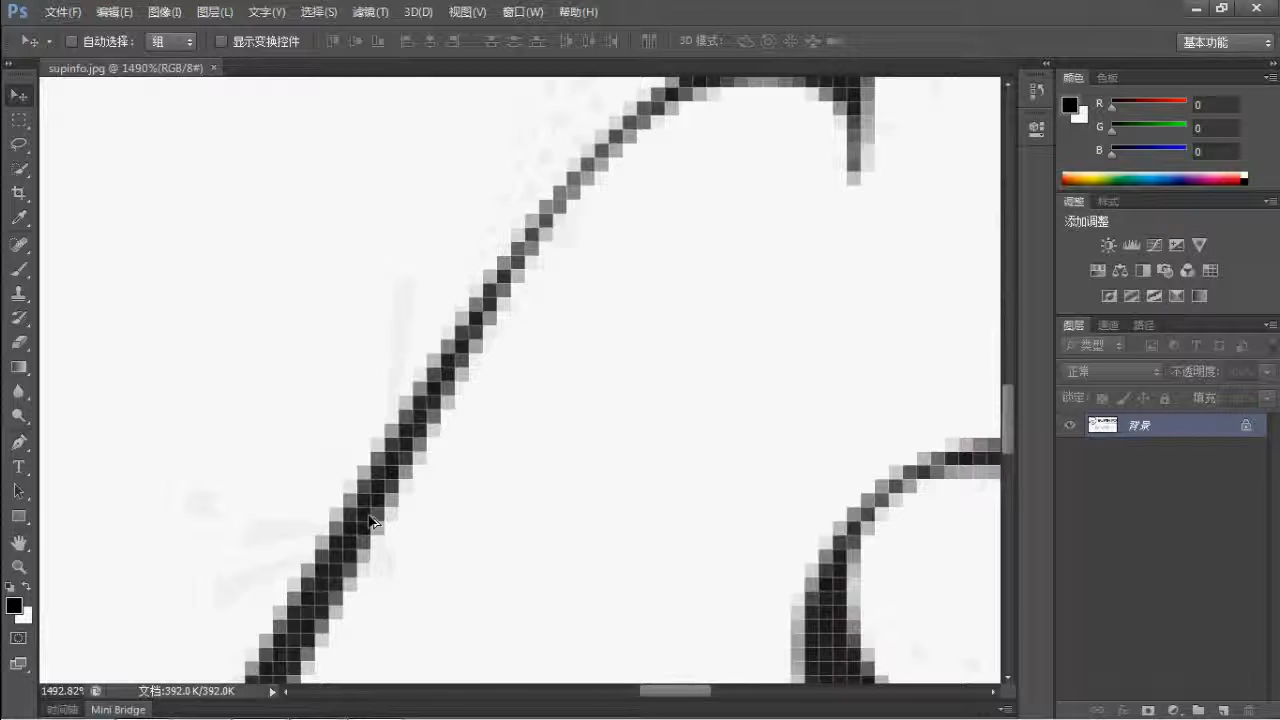 Ps 文件(F) 编辑(E) 图像(I) 图层(L) 文字(Y) 选择(S) 滤镜(T) 3D(D) 视图(V) 窗口(W) 帮助(H)
自动选择： 组 显示变换控件 3D 模式： 基本功能
supinfo.jpg @ 1490%(RGB/8#) ×
颜色 色板
R 0
G 0
B 0
调整 样式
添加调整
图层 通道 路径
类型
正常 不透明度:
锁定: 填充
背景
1492.82% 文档:392.0K/392.0K
时间轴 Mini Bridge